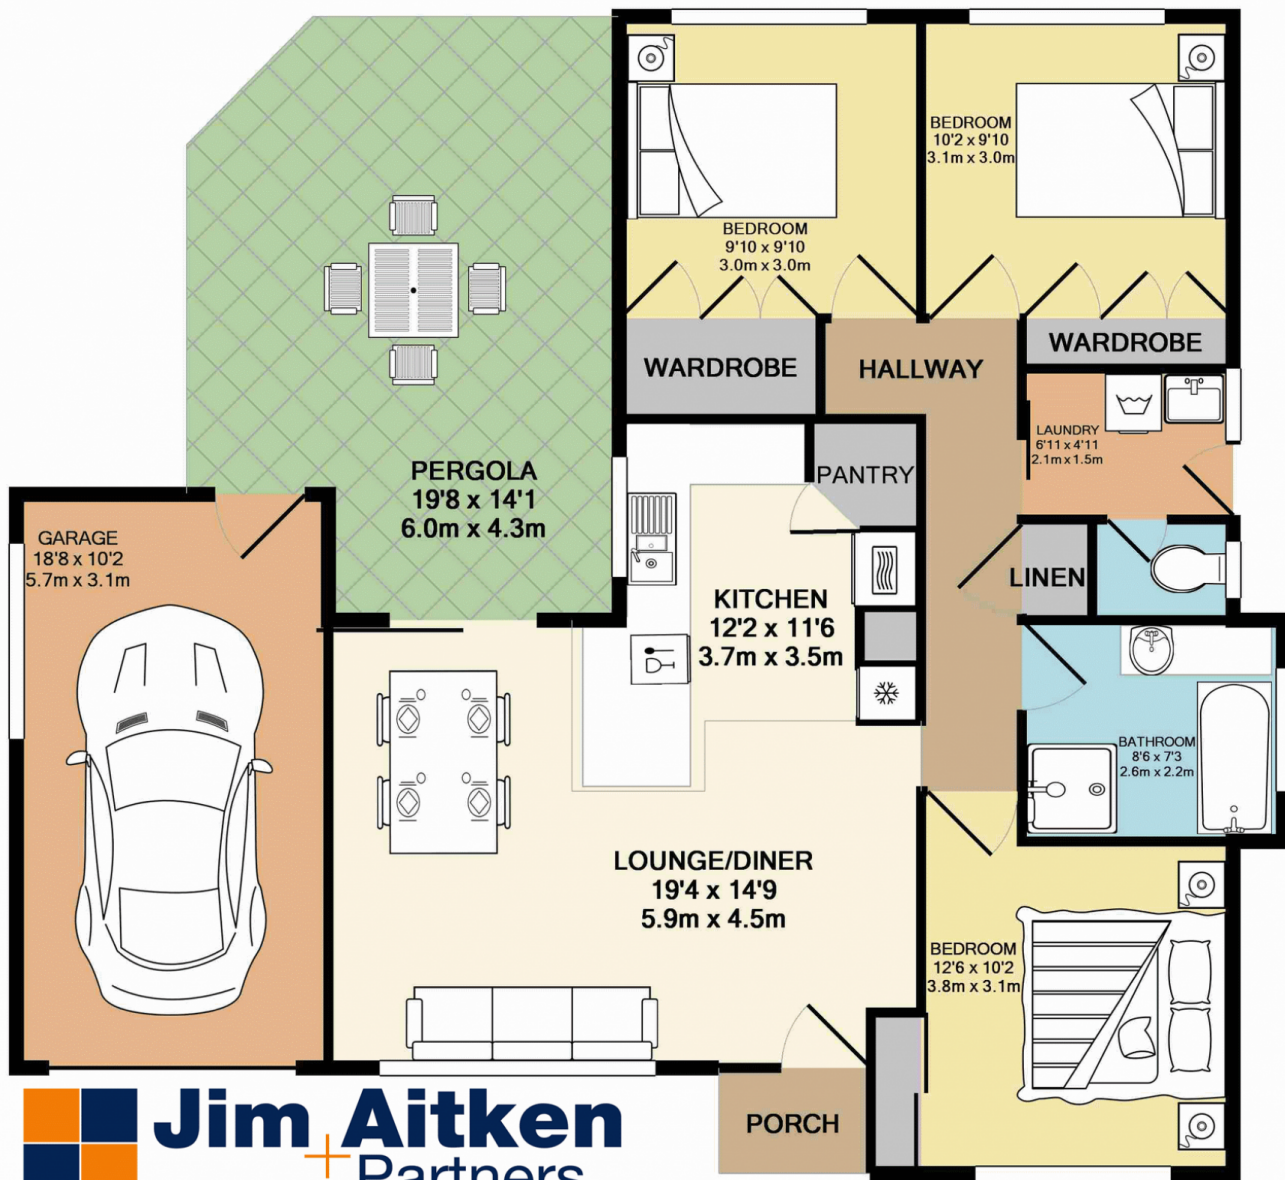 BEDROOM
9'10 x 9'10
3.0m x 3.0m
BEDROOM
10'2 x 9'10
3.1m x 3.0m
WARDROBE
HALLWAY
WARDROBE
LAUNDRY
6'11 x 4'11
2.1m x 1.5m
PERGOLA
19'8 x 14'1
6.0m x 4.3m
PANTRY
GARAGE
18'8 x 10'2
5.7m x 3.1m
KITCHEN
12'2 x 11'6
3.7m x 3.5m
LINEN
BATHROOM
8'6 x 7'3
2.6m x 2.2m
LOUNGE/DINER
19'4 x 14'9
5.9m x 4.5m
BEDROOM
12'6 x 10'2
3.8m x 3.1m
PORCH
Jim Aitken
+ Partners